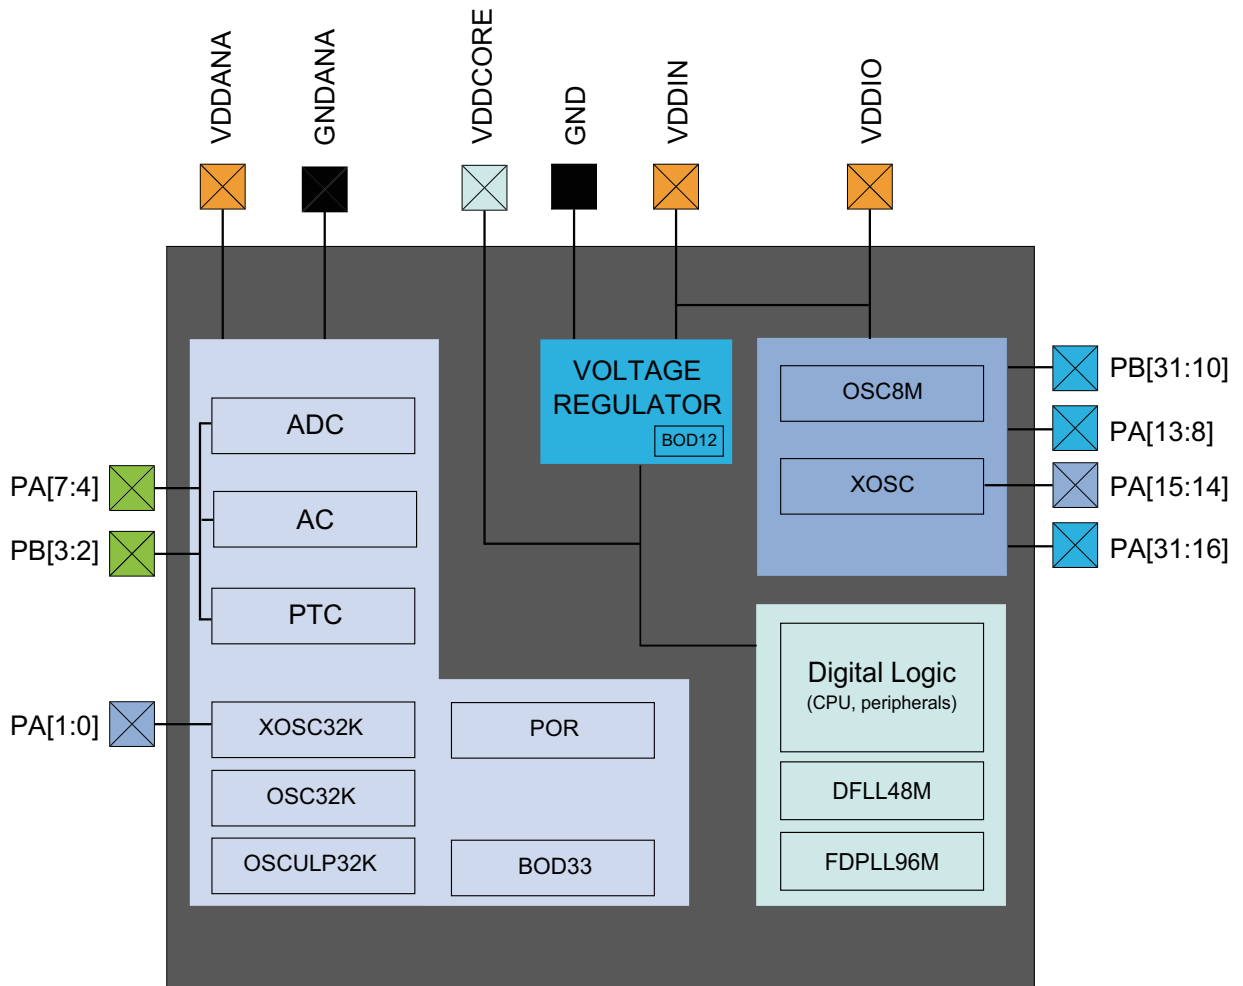 VDDANA
GNDANA
VDDCORE
GND
VDDIN
VDDIO
VOLTAGE
REGULATOR
BOD12
OSC8M
XOSC
PB[31:10]
PA[13:8]
PA[15:14]
PA[31:16]
ADC
AC
PTC
PA[7:4]
PB[3:2]
PA[1:0]
XOSC32K
OSC32K
OSCULP32K
POR
BOD33
Digital Logic
(CPU, peripherals)
DFLL48M
FDPLL96M